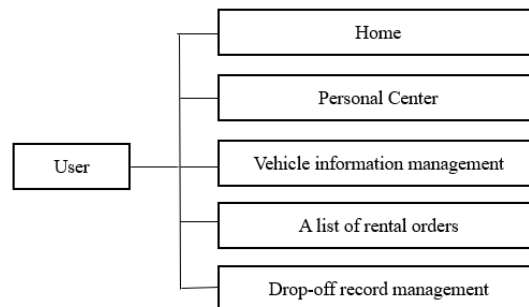 Home
Personal Center
User
Vehicle information management
A list of rental orders
Drop-off record management